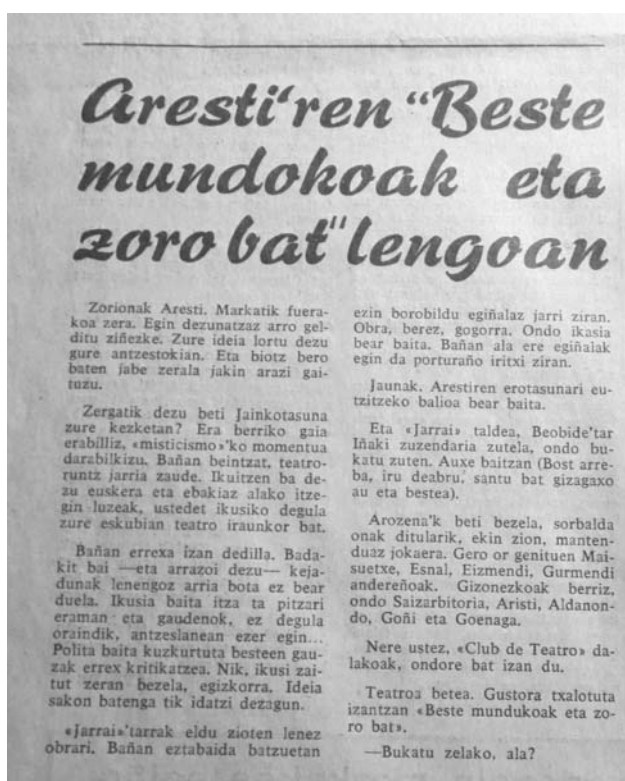 Aresti'ren "Beste
mundokoak eta
zoro bat" lengoan
Zorionak Aresti. Markatik fuera-
koa zera. Egin dezunatzaz arro gel-
ditu ziñezke. Zure ideia lortu dezu
gure antzestokian. Eta biotz bero
baten jabe zerala jakin arazi gai-
tuzu.
Zergatik dezu beti Jainkotasuna
zure kezketan? Era berriko gaia
erabilliz, «misticismo»'ko momentua
darabilkizu. Bañan beintzat, teatro-
runtz jarria zaude. Ikuitzen ba de-
zu euskera eta ebakiaz alako itze-
gin luzeak, ustedet ikusiko degula
zure eskubian teatro iraunkor bat.
Bañan errexa izan dedilla. Bada-
kit bai —eta arrazoi dezu— keja-
dunak lenengoz arria bota ez bear
duela. Ikusia baita itza ta pitzari
eraman eta gaudenok, ez degula
oraindik, antzeslanean ezer egin...
Polita baita kuzkurtuta besteen gau-
zak errex kritikatzea. Nik, ikusi zai-
tut zeran bezela, egizkorra. Ideia
sakon batenga tik idatzi dezagun.
«Jarrai»'tarrak eldu zioten lenez
obrari. Bañan eztabaida batzuetan
ezin borobildu egiñalaz jarri ziran.
Obra, berez, gogorra. Ondo ikasia
bear baita. Bañan ala ere egiñalak
egin da porturaño iritxi ziran.
Jaunak. Arestiren erotasunari eu-
tzitzeko balioa bear baita.
Eta «Jarrai» taldea, Beobide'tar
Iñaki zuzendaria zutela, ondo bu-
katu zuten. Auxe baitzan (Bost arre-
ba, iru deabru, santu bat gizagaxo
au eta bestea).
Arozena'k beti bezela, sorbalda
onak ditularik, ekin zion, manten-
duaz jokaera. Gero or genituen Mai-
suetxe, Esnal, Eizmendi, Gurmendi
andereñoak. Gizonezkoak berriz,
ondo Saizarbitoria, Aristi, Aldanon-
do, Goñi eta Goenaga.
Nere ustez, «Club de Teatro» da-
lakoak, ondore bat izan du.
Teatroa betea. Gustora txalotuta
izantzan «Beste mundukoak eta zo-
ro bat».
—Bukatu zelako, ala?